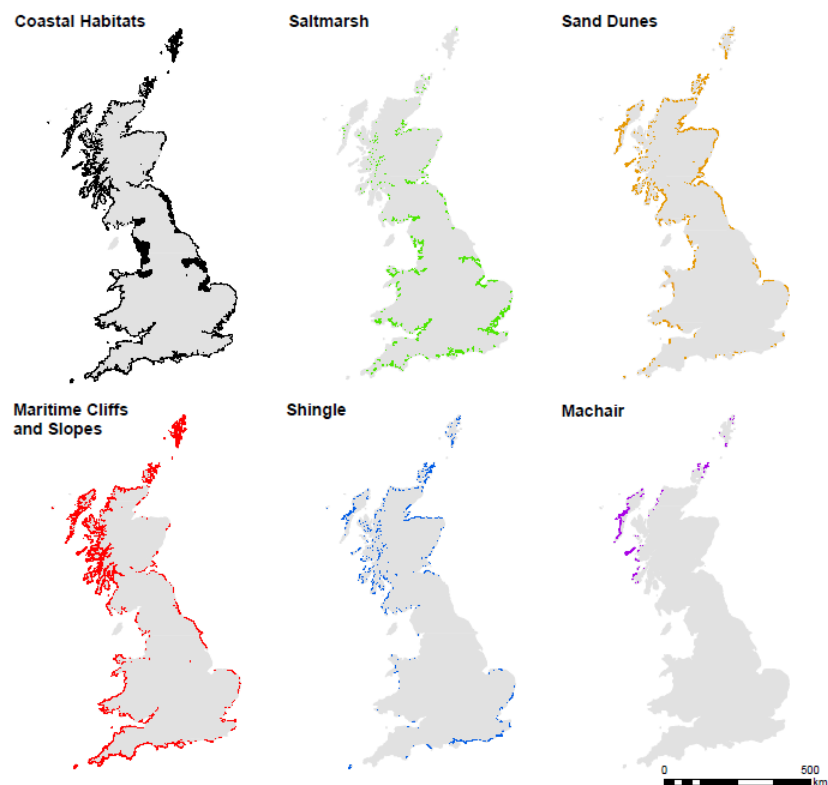 Coastal Habitats
Saltmarsh
Sand Dunes
Maritime Cliffs
and Slopes
Shingle
Machair
0 500
km